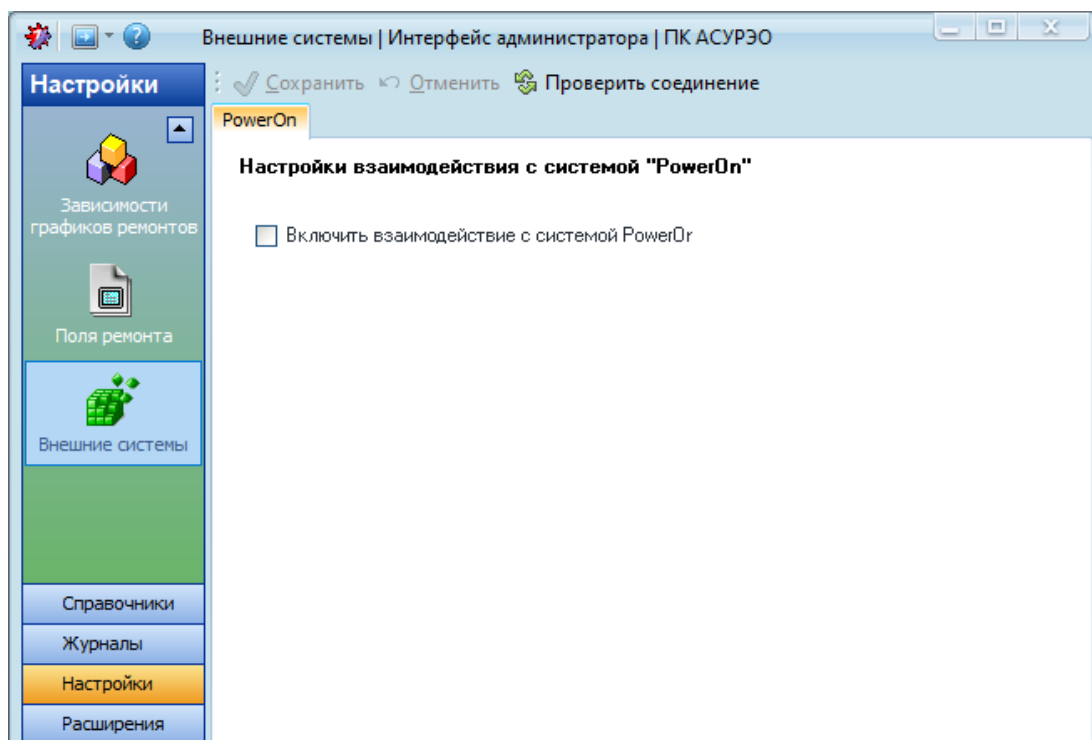 Внешние системы | Интерфейс администратора | ПК АСУРЭО
Настройки
Сохранить Отменить Проверить соединение
PowerOn
Настройки взаимодействия с системой "PowerOn"
Включить взаимодействие с системой PowerOr
Зависимости
графиков ремонтов
Поля ремонта
Внешние системы
Справочники
Журналы
Настройки
Расширения